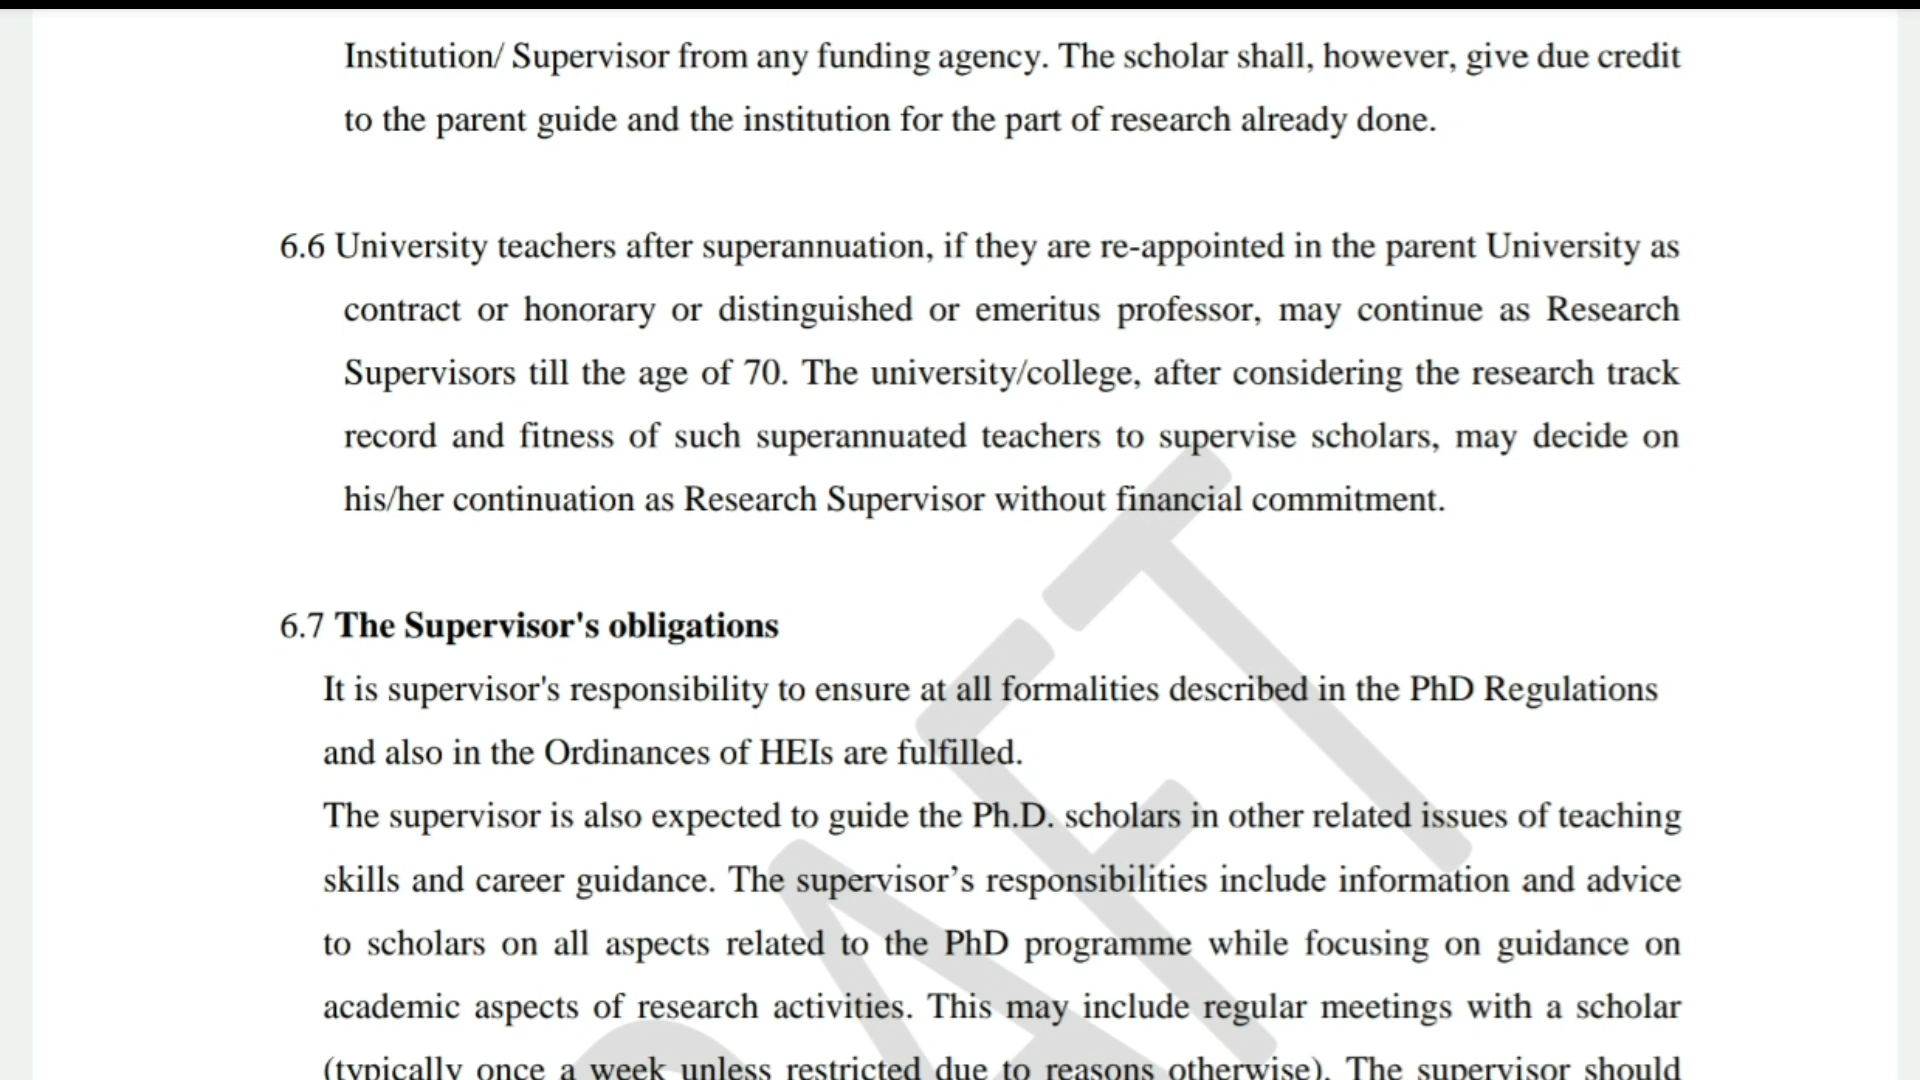 Institution/ Supervisor from any funding agency. The scholar shall, however, give due credit
to the parent guide and the institution for the part of research already done.
6.6 University teachers after superannuation, if they are re-appointed in the parent University as
contract or honorary or distinguished or emeritus professor, may continue as Research
Supervisors till the age of 70. The university/college, after considering the research track
record and fitness of such superannuated teachers to supervise scholars, may decide on
his/her continuation as Research Supervisor without financial commitment.
6.7 The Supervisor's obligations
It is supervisor's responsibility to ensure at all formalities described in the PhD Regulations
and also in the Ordinances of HEIs are fulfilled.
The supervisor is also expected to guide the Ph.D. scholars in other related issues of teaching
skills and career guidance. The supervisor’s responsibilities include information and advice
to scholars on all aspects related to the PhD programme while focusing on guidance on
academic aspects of research activities. This may include regular meetings with a scholar
(typically once a week unless restricted due to reasons otherwise). The supervisor should
RAFT